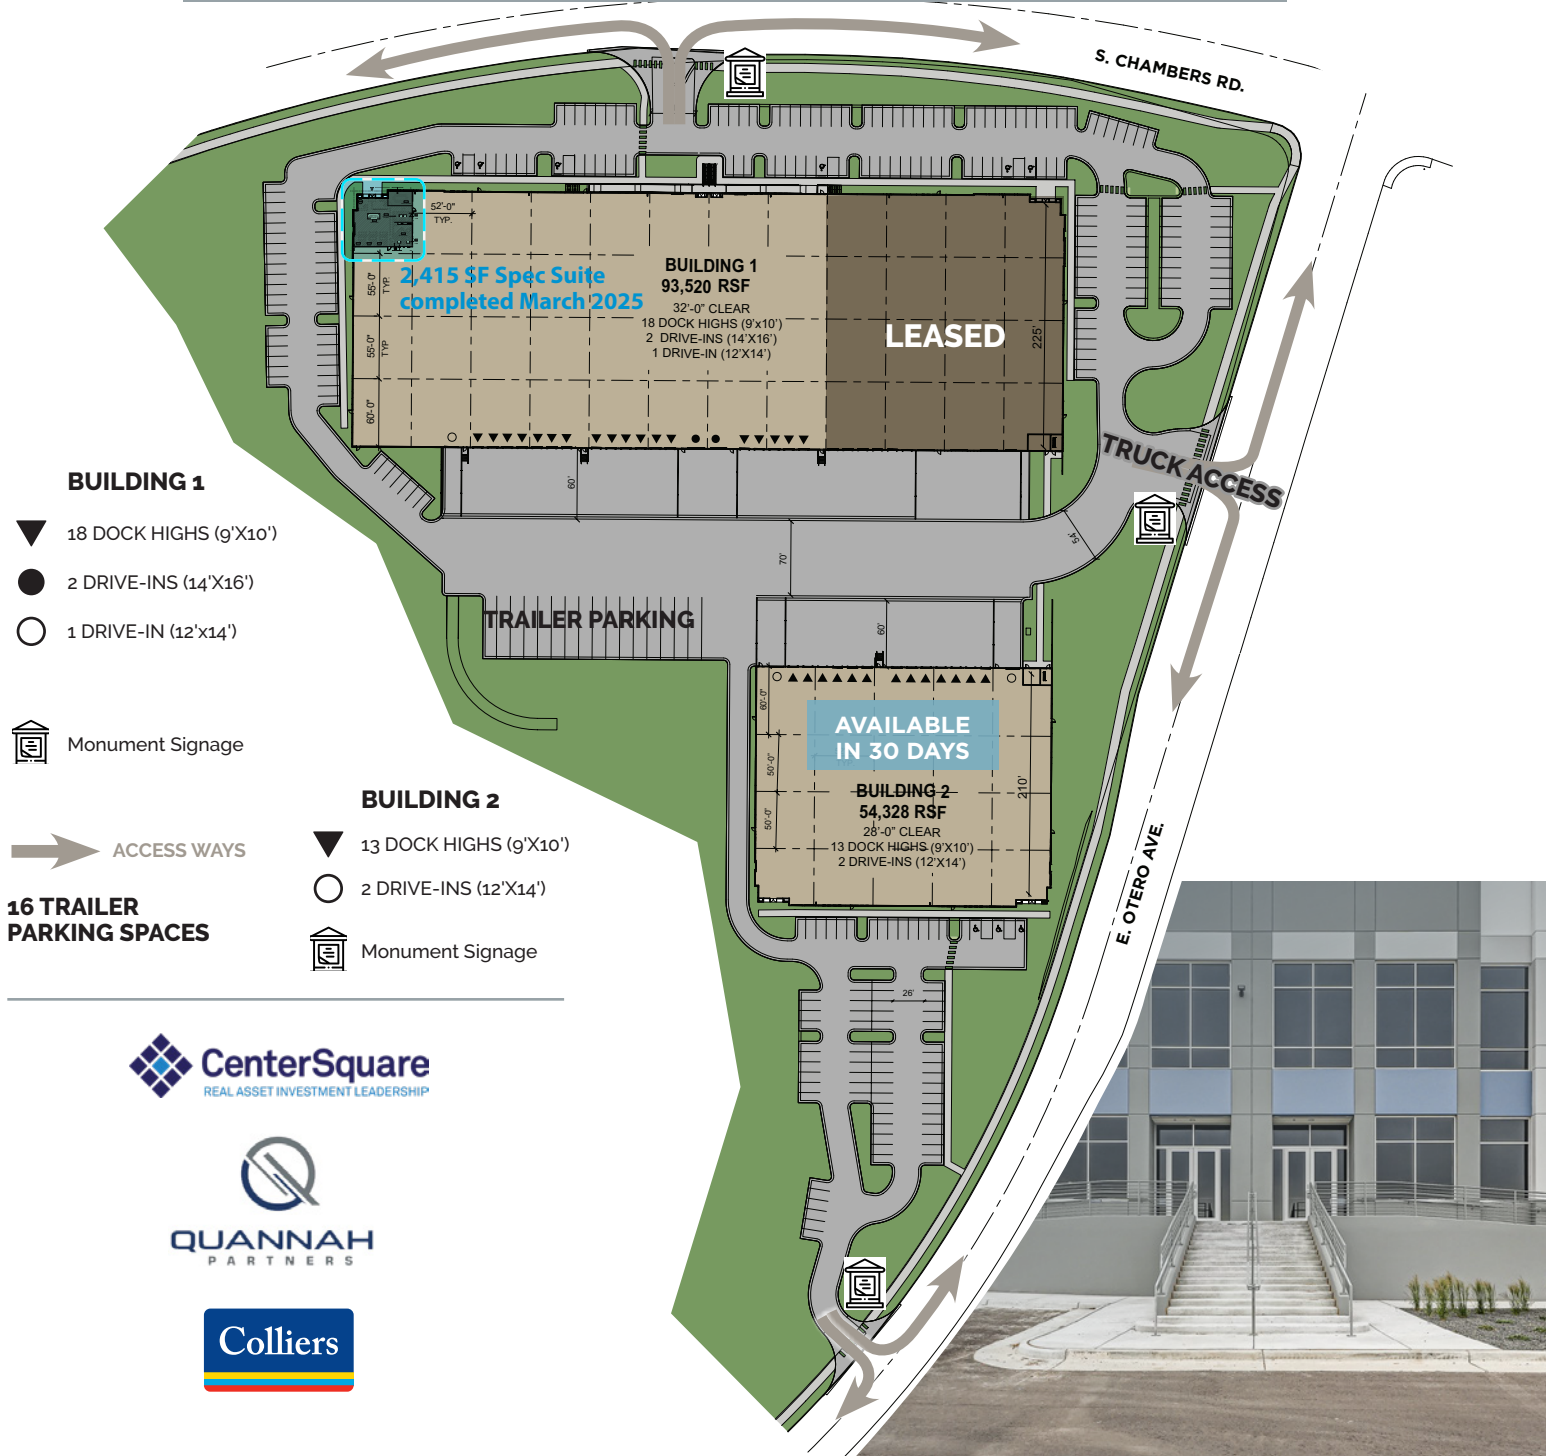 S. CHAMBERS RD.
52'-0"
TYP.
2,415 SF Spec Suite
completed March 2025
55'-0"
TYP.
55'-0"
TYP.
60'-0"
BUILDING 1
93,520 RSF
32'-0" CLEAR
18 DOCK HIGHS (9'x10')
2 DRIVE-INS (14'X16')
1 DRIVE-IN (12'X14')
LEASED
225'
TRUCK ACCESS
60'
70'
54'
TRAILER PARKING
60'
BUILDING 1
18 DOCK HIGHS (9'X10')
2 DRIVE-INS (14'X16')
1 DRIVE-IN (12'x14')
Monument Signage
ACCESS WAYS
16 TRAILER
PARKING SPACES
BUILDING 2
13 DOCK HIGHS (9'X10')
2 DRIVE-INS (12'X14')
Monument Signage
60'-0"
50'-0"
50'-0"
AVAILABLE
IN 30 DAYS
BUILDING 2
54,328 RSF
28'-0" CLEAR
13 DOCK HIGHS (9'X10')
2 DRIVE-INS (12'X14')
210'
E. OTERO AVE.
26'
CenterSquare
REAL ASSET INVESTMENT LEADERSHIP
QUANNAH
PARTNERS
Colliers